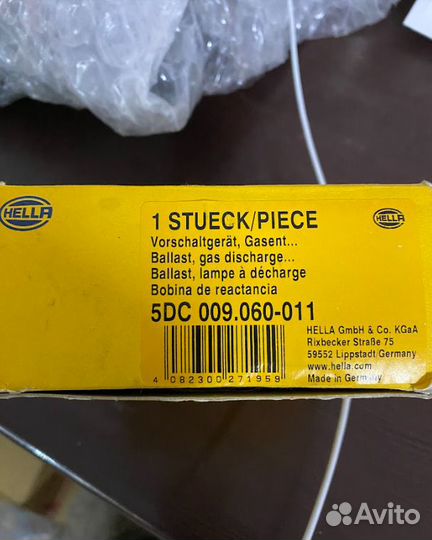 HELLA
1 STUECK/PIECE
HELLA
Vorschaltgerät, Gasent...
Ballast, gas discharge...
Ballast, lampe à décharge
Bobina de reactancia
5DC 009.060-011
HELLA GmbH & Co. KGaA
Rixbecker Straße 75
59552 Lippstadt Germany
www.hella.com
Made in Germany
4 082300 271959
Avito